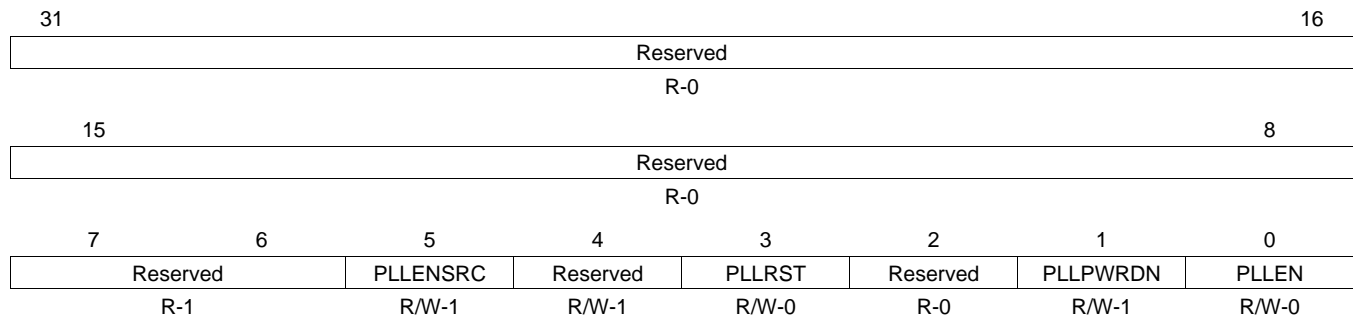 31 16
Reserved
R-0
15 8
Reserved
R-0
7 6 5 4 3 2 1 0
Reserved PLLENSRC Reserved PLLRST Reserved PLLPWRDN PLLEN
R-1 R/W-1 R/W-1 R/W-0 R-0 R/W-1 R/W-0